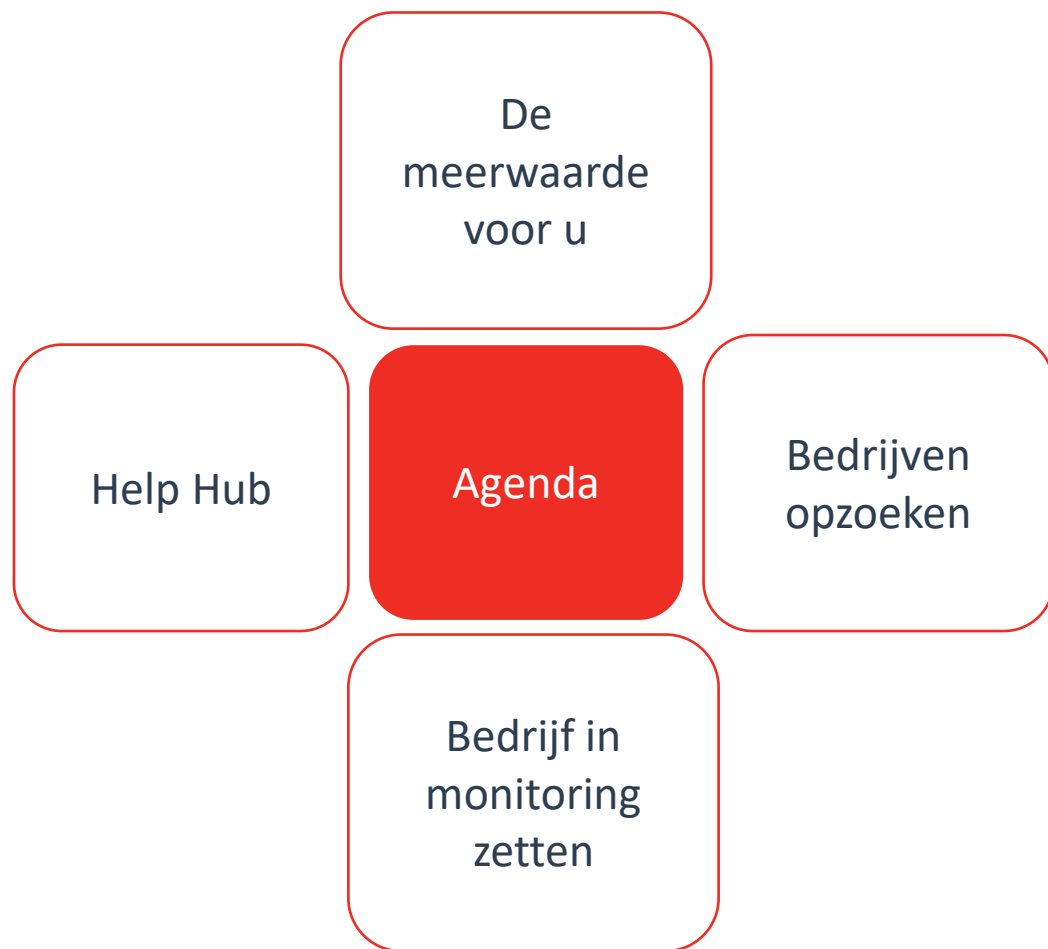 De
meerwaarde
voor u
Help Hub
Agenda
Bedrijven
opzoeken
Bedrijf in
monitoring
zetten